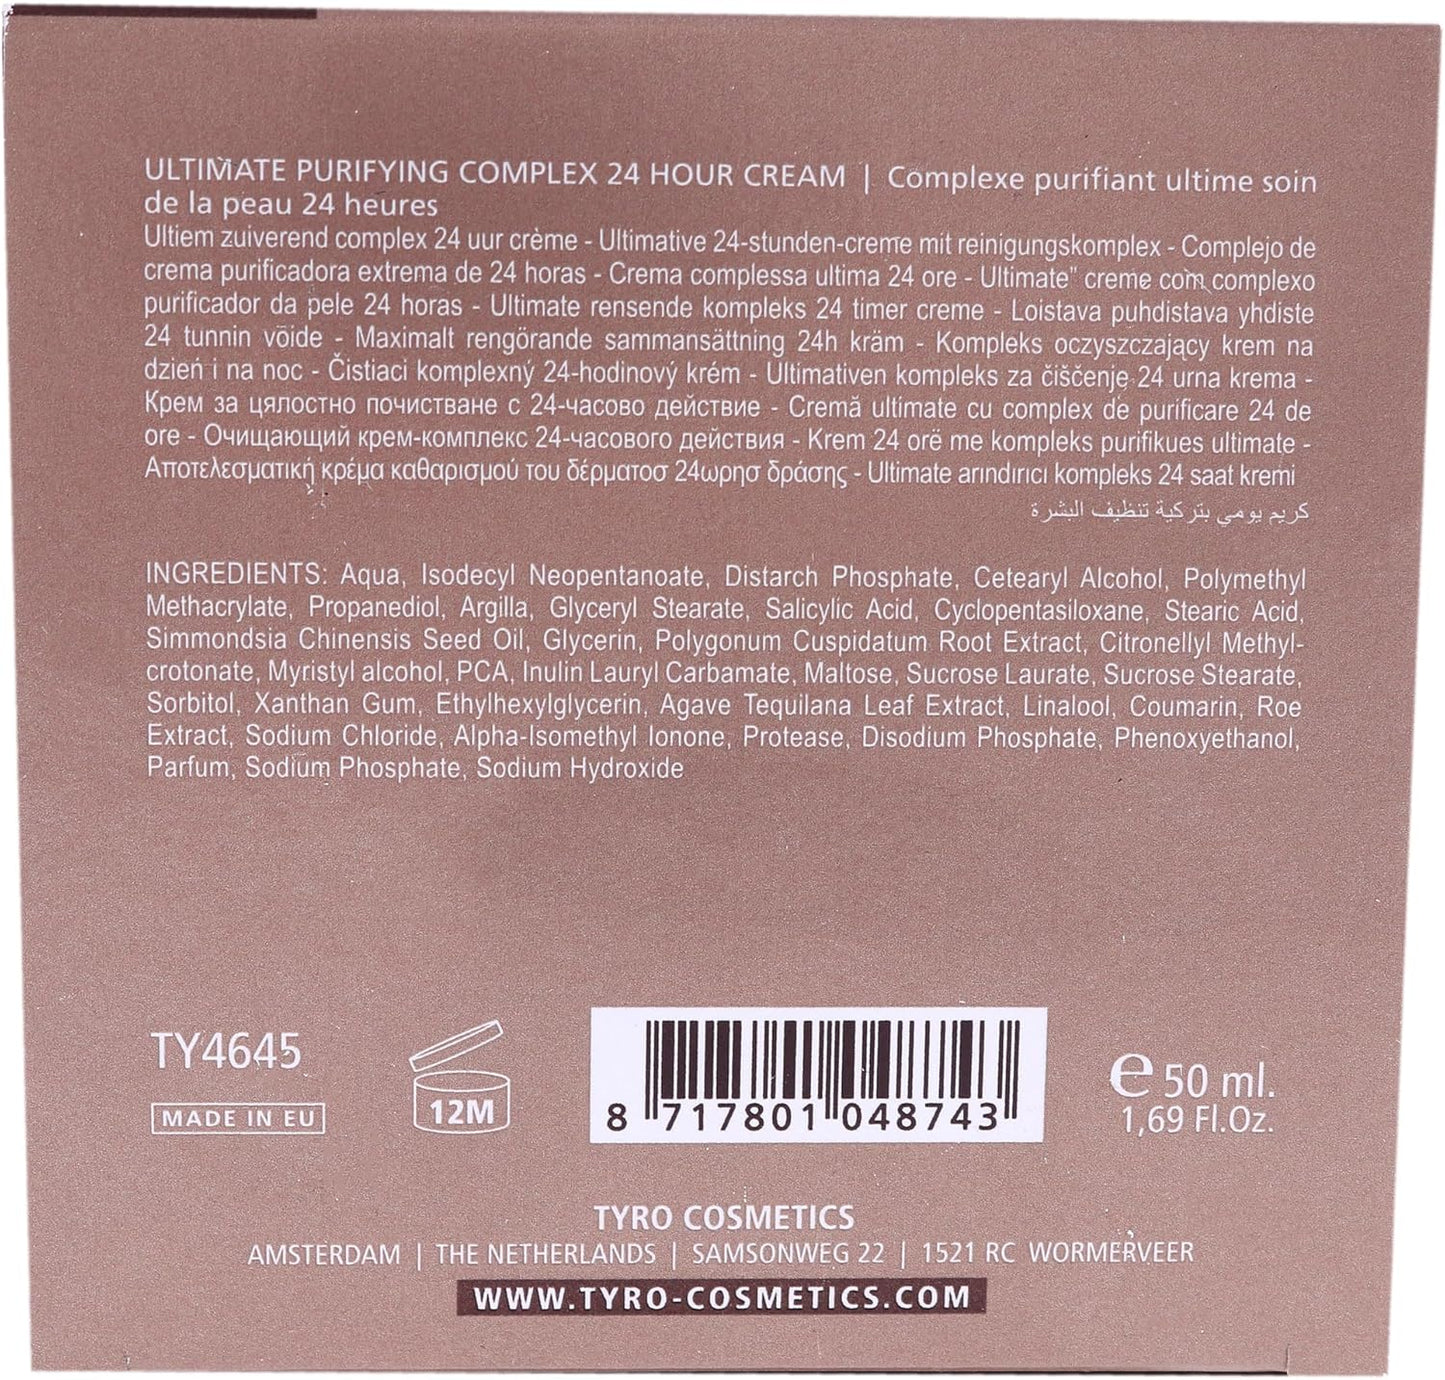 ULTIMATE PURIFYING COMPLEX 24 HOUR CREAM | Complexe purifiant ultime soin
de la peau 24 heures
Ultiem zuiverend complex 24 uur crème - Ultimative 24-stunden-creme mit reinigungskomplex - Complejo de
crema purificadora extrema de 24 horas - Crema complessa ultima 24 ore - Ultimate" creme com complexo
purificador da pele 24 horas - Ultimate rensende kompleks 24 timer creme - Loistava puhdistava yhdiste
24 tunnin võide - Maximalt rengörande sammansättning 24h kräm - Kompleks oczyszczający krem na
dzień i na noc - Čistiaci komplexný 24-hodinový krém - Ultimativen kompleks za čiščenje 24 urna krema -
Крем за цялостно почистване с 24-часово действие - Cremă ultimate cu complex de purificare 24 de
ore - Очищающий крем-комплекс 24-часового действия - Krem 24 orë me kompleks purifikues ultimate -
Αποτελεσματική κρέμα καθαρισμού του δέρματοσ 24ωρησ δράσης - Ultimate arındırıcı kompleks 24 saat kremi
كريم يومي بتركية تنظيف البشرة
INGREDIENTS: Aqua, Isodecyl Neopentanoate, Distarch Phosphate, Cetearyl Alcohol, Polymethyl
Methacrylate, Propanediol, Argilla, Glyceryl Stearate, Salicylic Acid, Cyclopentasiloxane, Stearic Acid,
Simmondsia Chinensis Seed Oil, Glycerin, Polygonum Cuspidatum Root Extract, Citronellyl Methyl-
crotonate, Myristyl alcohol, PCA, Inulin Lauryl Carbamate, Maltose, Sucrose Laurate, Sucrose Stearate,
Sorbitol, Xanthan Gum, Ethylhexylglycerin, Agave Tequilana Leaf Extract, Linalool, Coumarin, Roe
Extract, Sodium Chloride, Alpha-Isomethyl Ionone, Protease, Disodium Phosphate, Phenoxyethanol,
Parfum, Sodium Phosphate, Sodium Hydroxide
TY4645
MADE IN EU
12M
8 717801 048743
e 50 ml.
1,69 Fl.Oz.
TYRO COSMETICS
AMSTERDAM | THE NETHERLANDS | SAMSONWEG 22 | 1521 RC WORMERVEER
WWW.TYRO-COSMETICS.COM